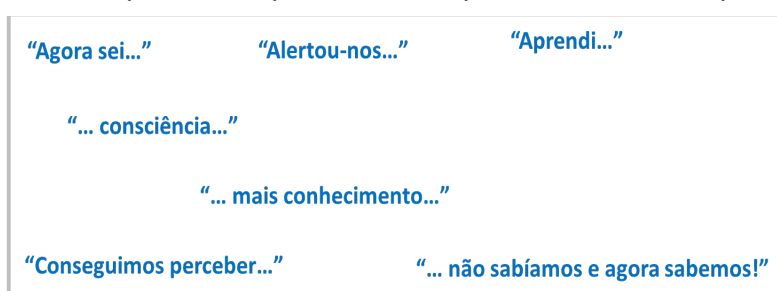 “Agora sei...” “Alertou-nos...” “Aprendi...”
“... consciência...”
“... mais conhecimento...”
“Conseguimos perceber...” “... não sabíamos e agora sabemos!”